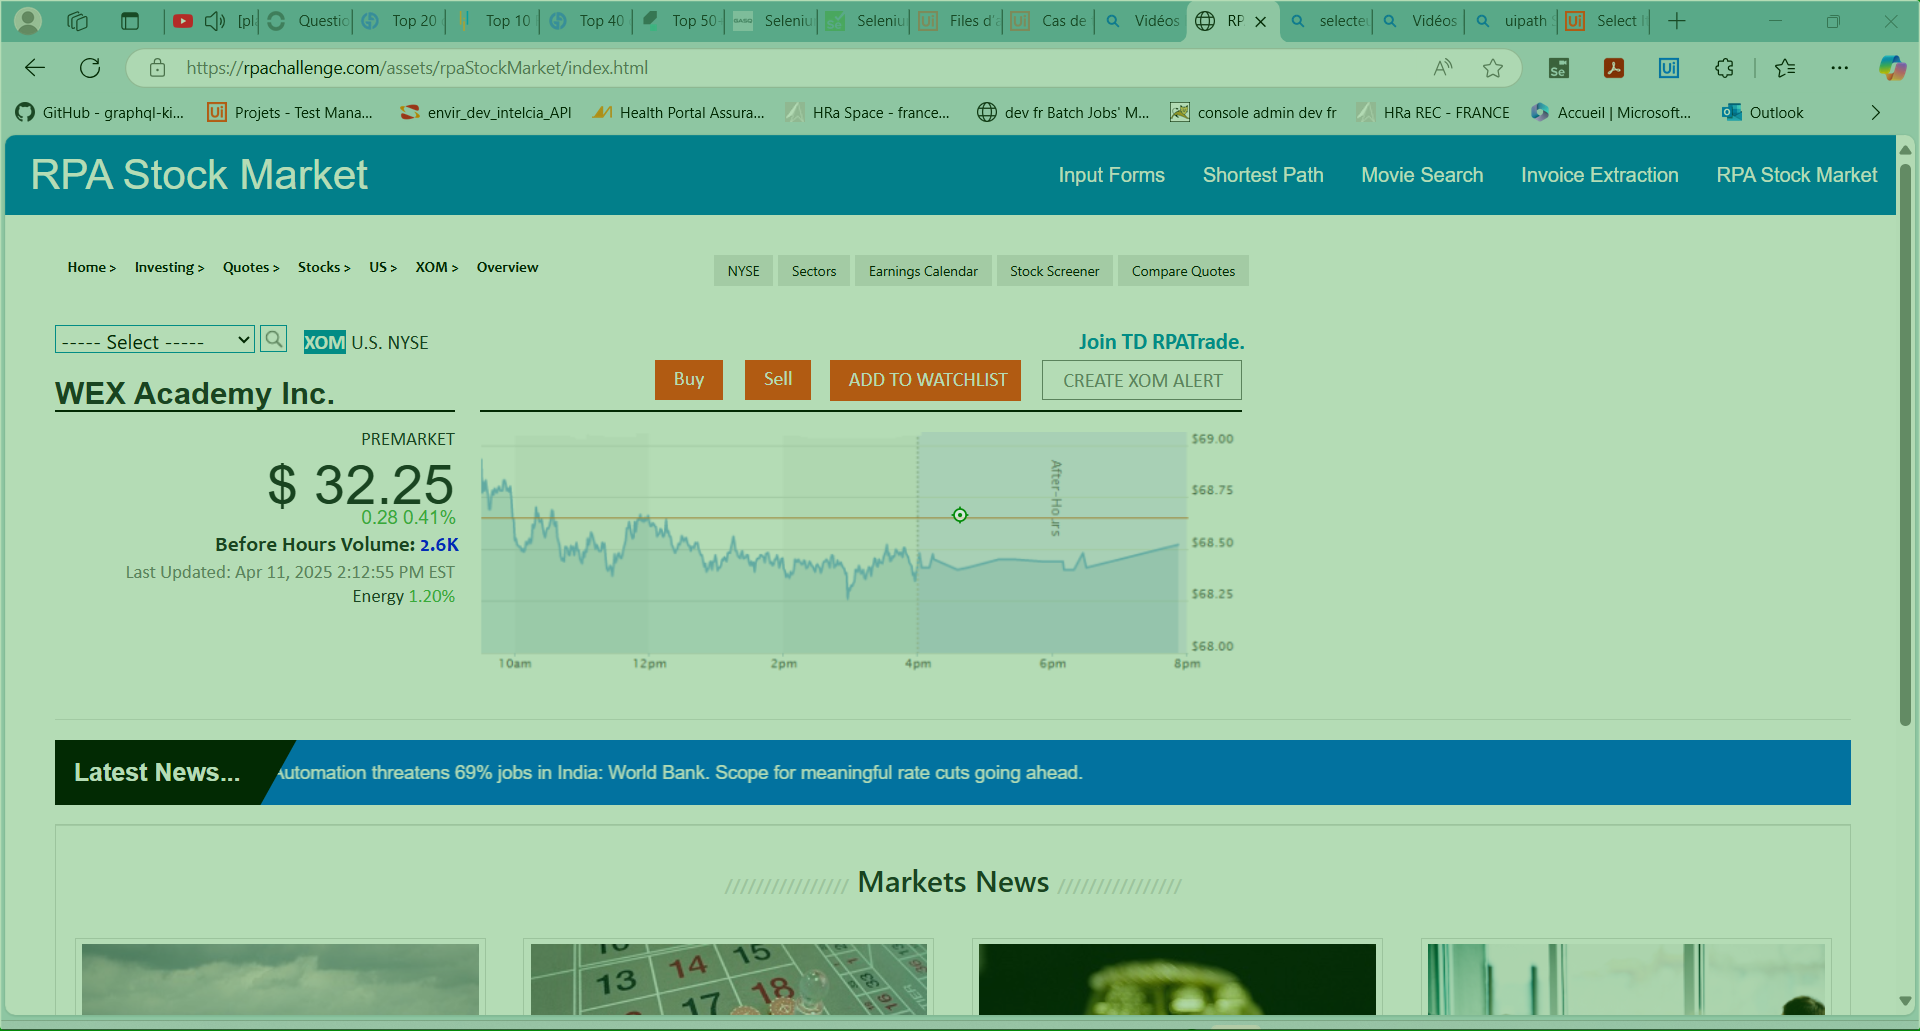 [pl
Questio
Top 20
Top 10
Top 40
Top 50-
Seleniu
Seleniu
Files d'a
Cas de
Vidéos
RP
selecteu
Vidéos
uipath S
Select I
https://rpachallenge.com/assets/rpaStockMarket/index.html
GitHub - graphql-ki...
Projets - Test Mana...
envir_dev_intelcia_API
Health Portal Assura...
HRa Space - france...
dev fr Batch Jobs' M...
console admin dev fr
HRa REC - FRANCE
Accueil | Microsoft...
Outlook
RPA Stock Market
Input Forms
Shortest Path
Movie Search
Invoice Extraction
RPA Stock Market
Home >
Investing >
Quotes >
Stocks >
US >
XOM >
Overview
NYSE
Sectors
Earnings Calendar
Stock Screener
Compare Quotes
----- Select -----
XOM U.S. NYSE
Join TD RPATrade.
WEX Academy Inc.
Buy
Sell
ADD TO WATCHLIST
CREATE XOM ALERT
PREMARKET
$ 32.25
0.28 0.41%
Before Hours Volume: 2.6K
Last Updated: Apr 11, 2025 2:12:55 PM EST
Energy 1.20%
$69.00
$68.75
$68.50
$68.25
$68.00
After-Hours
10am
12pm
2pm
4pm
6pm
8pm
Latest News...
Automation threatens 69% jobs in India: World Bank. Scope for meaningful rate cuts going ahead.
//////////////// Markets News ////////////////
15
13
14
17
18
16